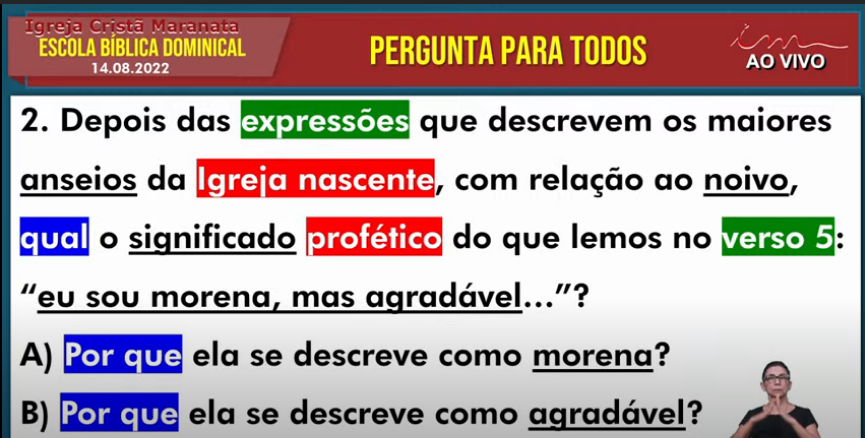 Igreja Cristã Maranata
ESCOLA BÍBLICA DOMINICAL
14.08.2022
PERGUNTA PARA TODOS
im
AO VIVO
2. Depois das expressões que descrevem os maiores
anseios da Igreja nascente, com relação ao noivo,
qual o significado profético do que lemos no verso 5:
“eu sou morena, mas agradável...”?
A) Por que ela se descreve como morena?
B) Por que ela se descreve como agradável?